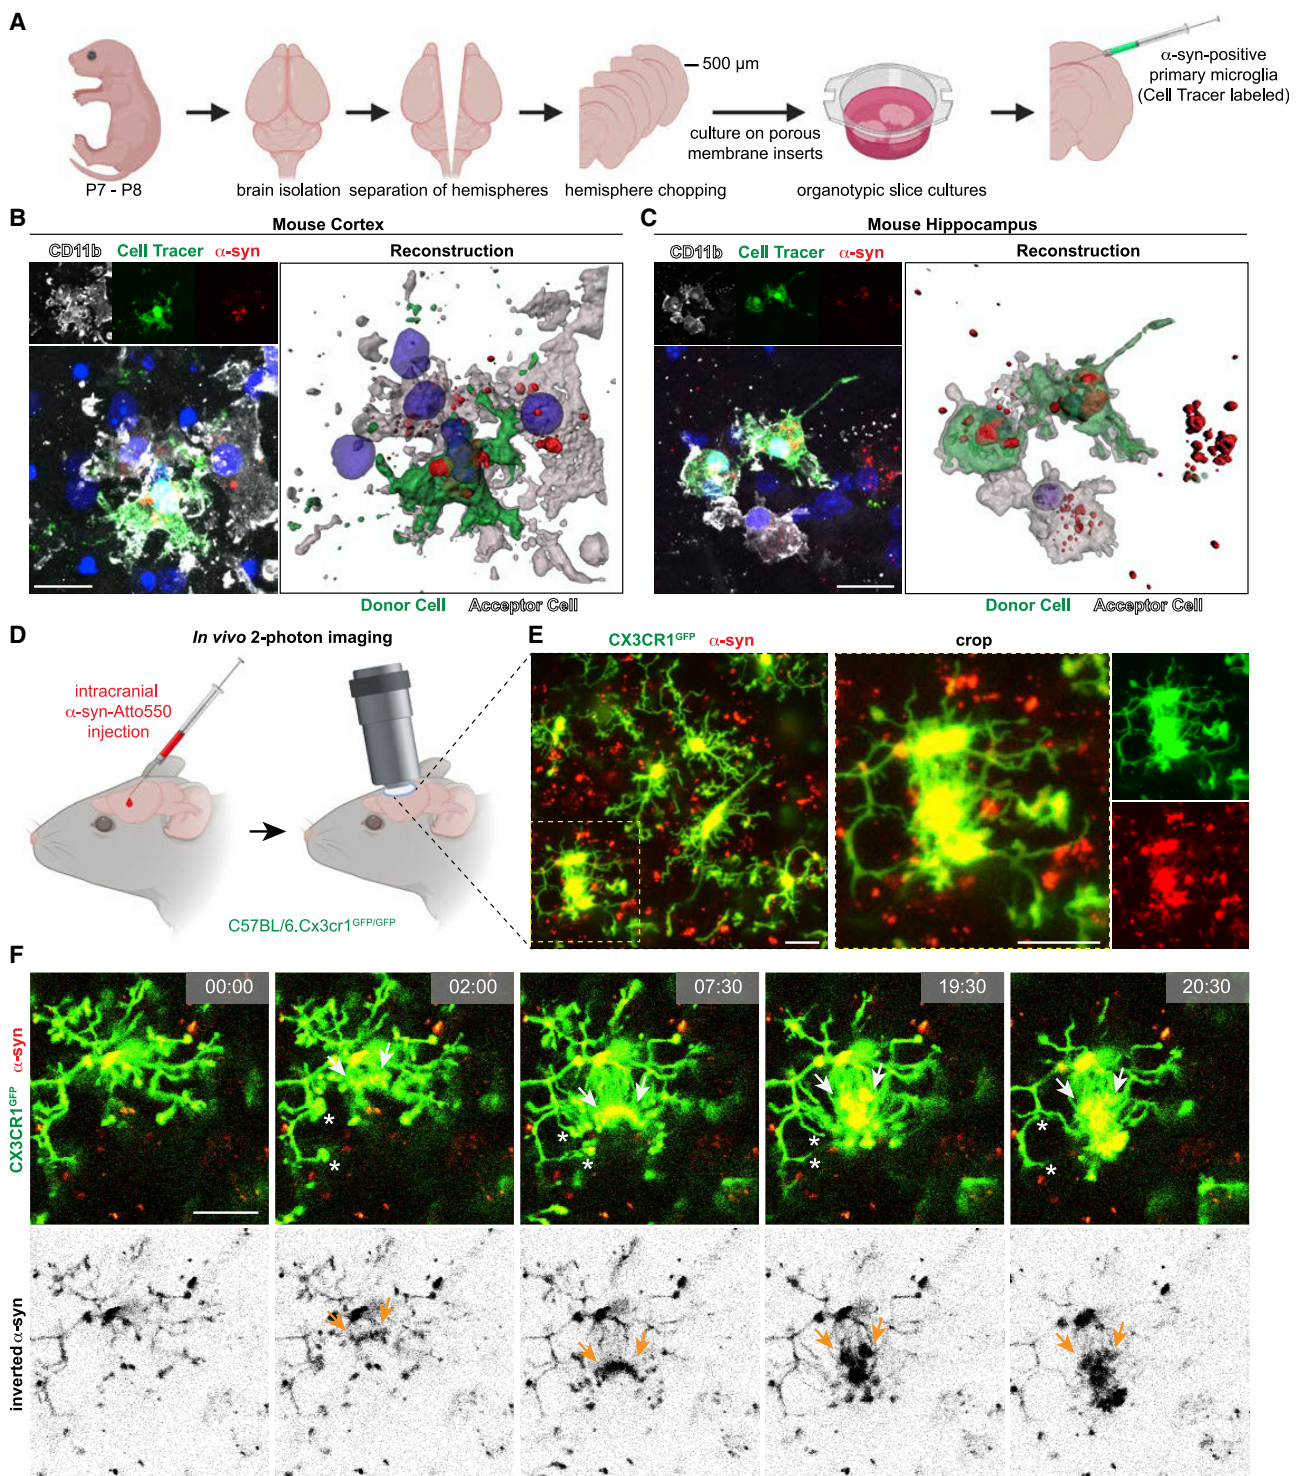 A
500 µm
α-syn-positive
primary microglia
(Cell Tracer labeled)
culture on porous
membrane inserts
P7 - P8
brain isolation
separation of hemispheres
hemisphere chopping
organotypic slice cultures
B
Mouse Cortex
CD11b Cell Tracer α-syn
Reconstruction
Donor Cell Acceptor Cell
C
Mouse Hippocampus
CD11b Cell Tracer α-syn
Reconstruction
Donor Cell Acceptor Cell
D
In vivo 2-photon imaging
intracranial
α-syn-Atto550
injection
C57BL/6.Cx3cr1GFP/GFP
E
CX3CR1GFP α-syn
crop
F
CX3CR1GFP α-syn
00:00
02:00
07:30
19:30
20:30
*
*
*
*
*
*
*
*
inverted α-syn